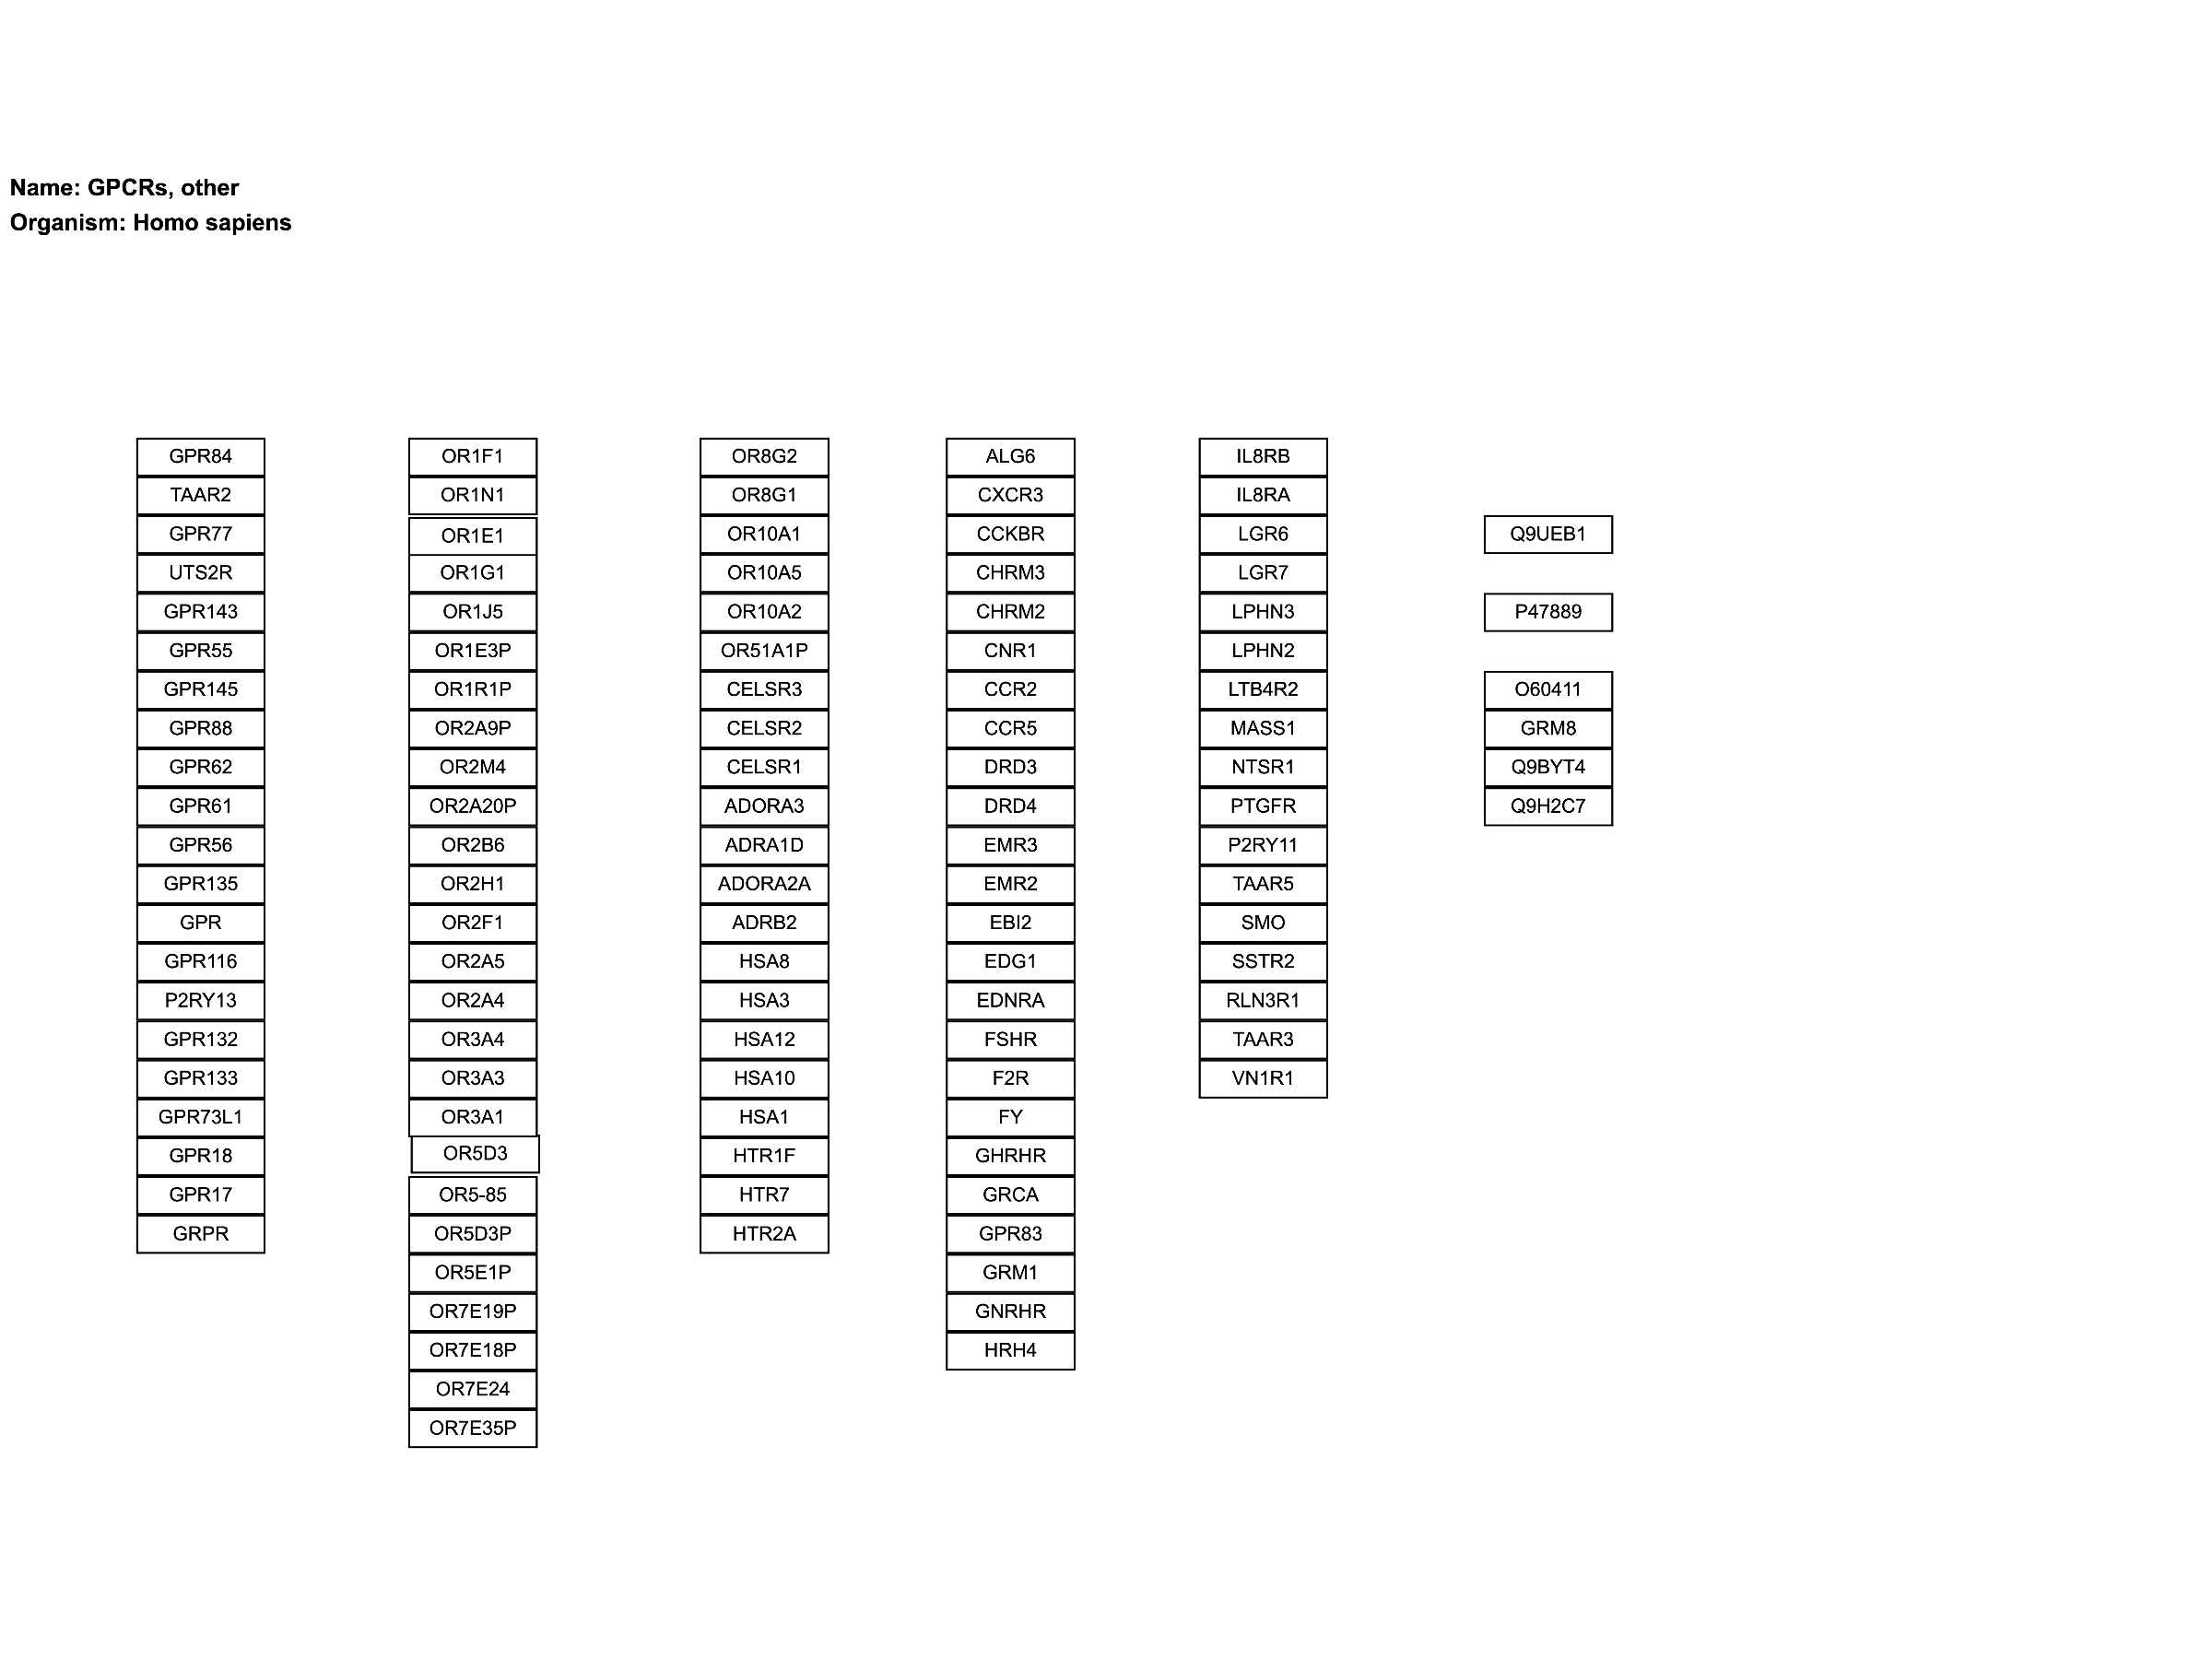 Name: GPCRs, other
Organism: Homo sapiens
GPR84
TAAR2
GPR77
UTS2R
GPR143
GPR55
GPR145
GPR88
GPR62
GPR61
GPR56
GPR135
GPR
GPR116
P2RY13
GPR132
GPR133
GPR73L1
GPR18
GPR17
GRPR
OR1F1
OR1N1
OR1E1
OR1G1
OR1J5
OR1E3P
OR1R1P
OR2A9P
OR2M4
OR2A20P
OR2B6
OR2H1
OR2F1
OR2A5
OR2A4
OR3A4
OR3A3
OR3A1
OR5D3
OR5-85
OR5D3P
OR5E1P
OR7E19P
OR7E18P
OR7E24
OR7E35P
OR8G2
OR8G1
OR10A1
OR10A5
OR10A2
OR51A1P
CELSR3
CELSR2
CELSR1
ADORA3
ADRA1D
ADORA2A
ADRB2
HSA8
HSA3
HSA12
HSA10
HSA1
HTR1F
HTR7
HTR2A
ALG6
CXCR3
CCKBR
CHRM3
CHRM2
CNR1
CCR2
CCR5
DRD3
DRD4
EMR3
EMR2
EBI2
EDG1
EDNRA
FSHR
F2R
FY
GHRHR
GRCA
GPR83
GRM1
GNRHR
HRH4
IL8RB
IL8RA
LGR6
LGR7
LPHN3
LPHN2
LTB4R2
MASS1
NTSR1
PTGFR
P2RY11
TAAR5
SMO
SSTR2
RLN3R1
TAAR3
VN1R1
Q9UEB1
P47889
O60411
GRM8
Q9BYT4
Q9H2C7